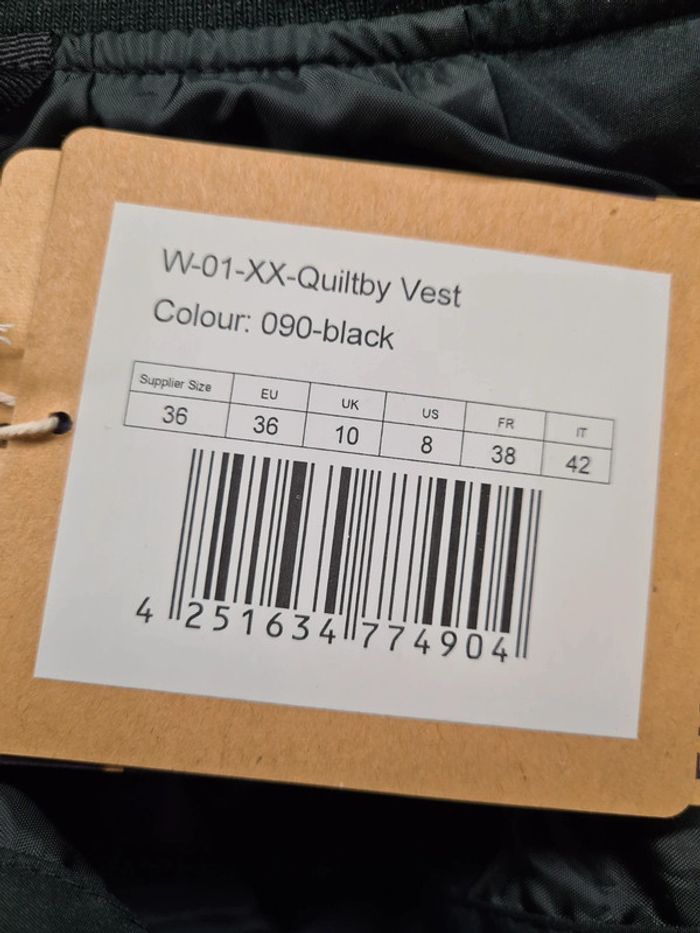 W-01-XX-Quiltby Vest
Colour: 090-black
Supplier Size EU UK US FR IT
36 36 10 8 38 42
4 251634 774904